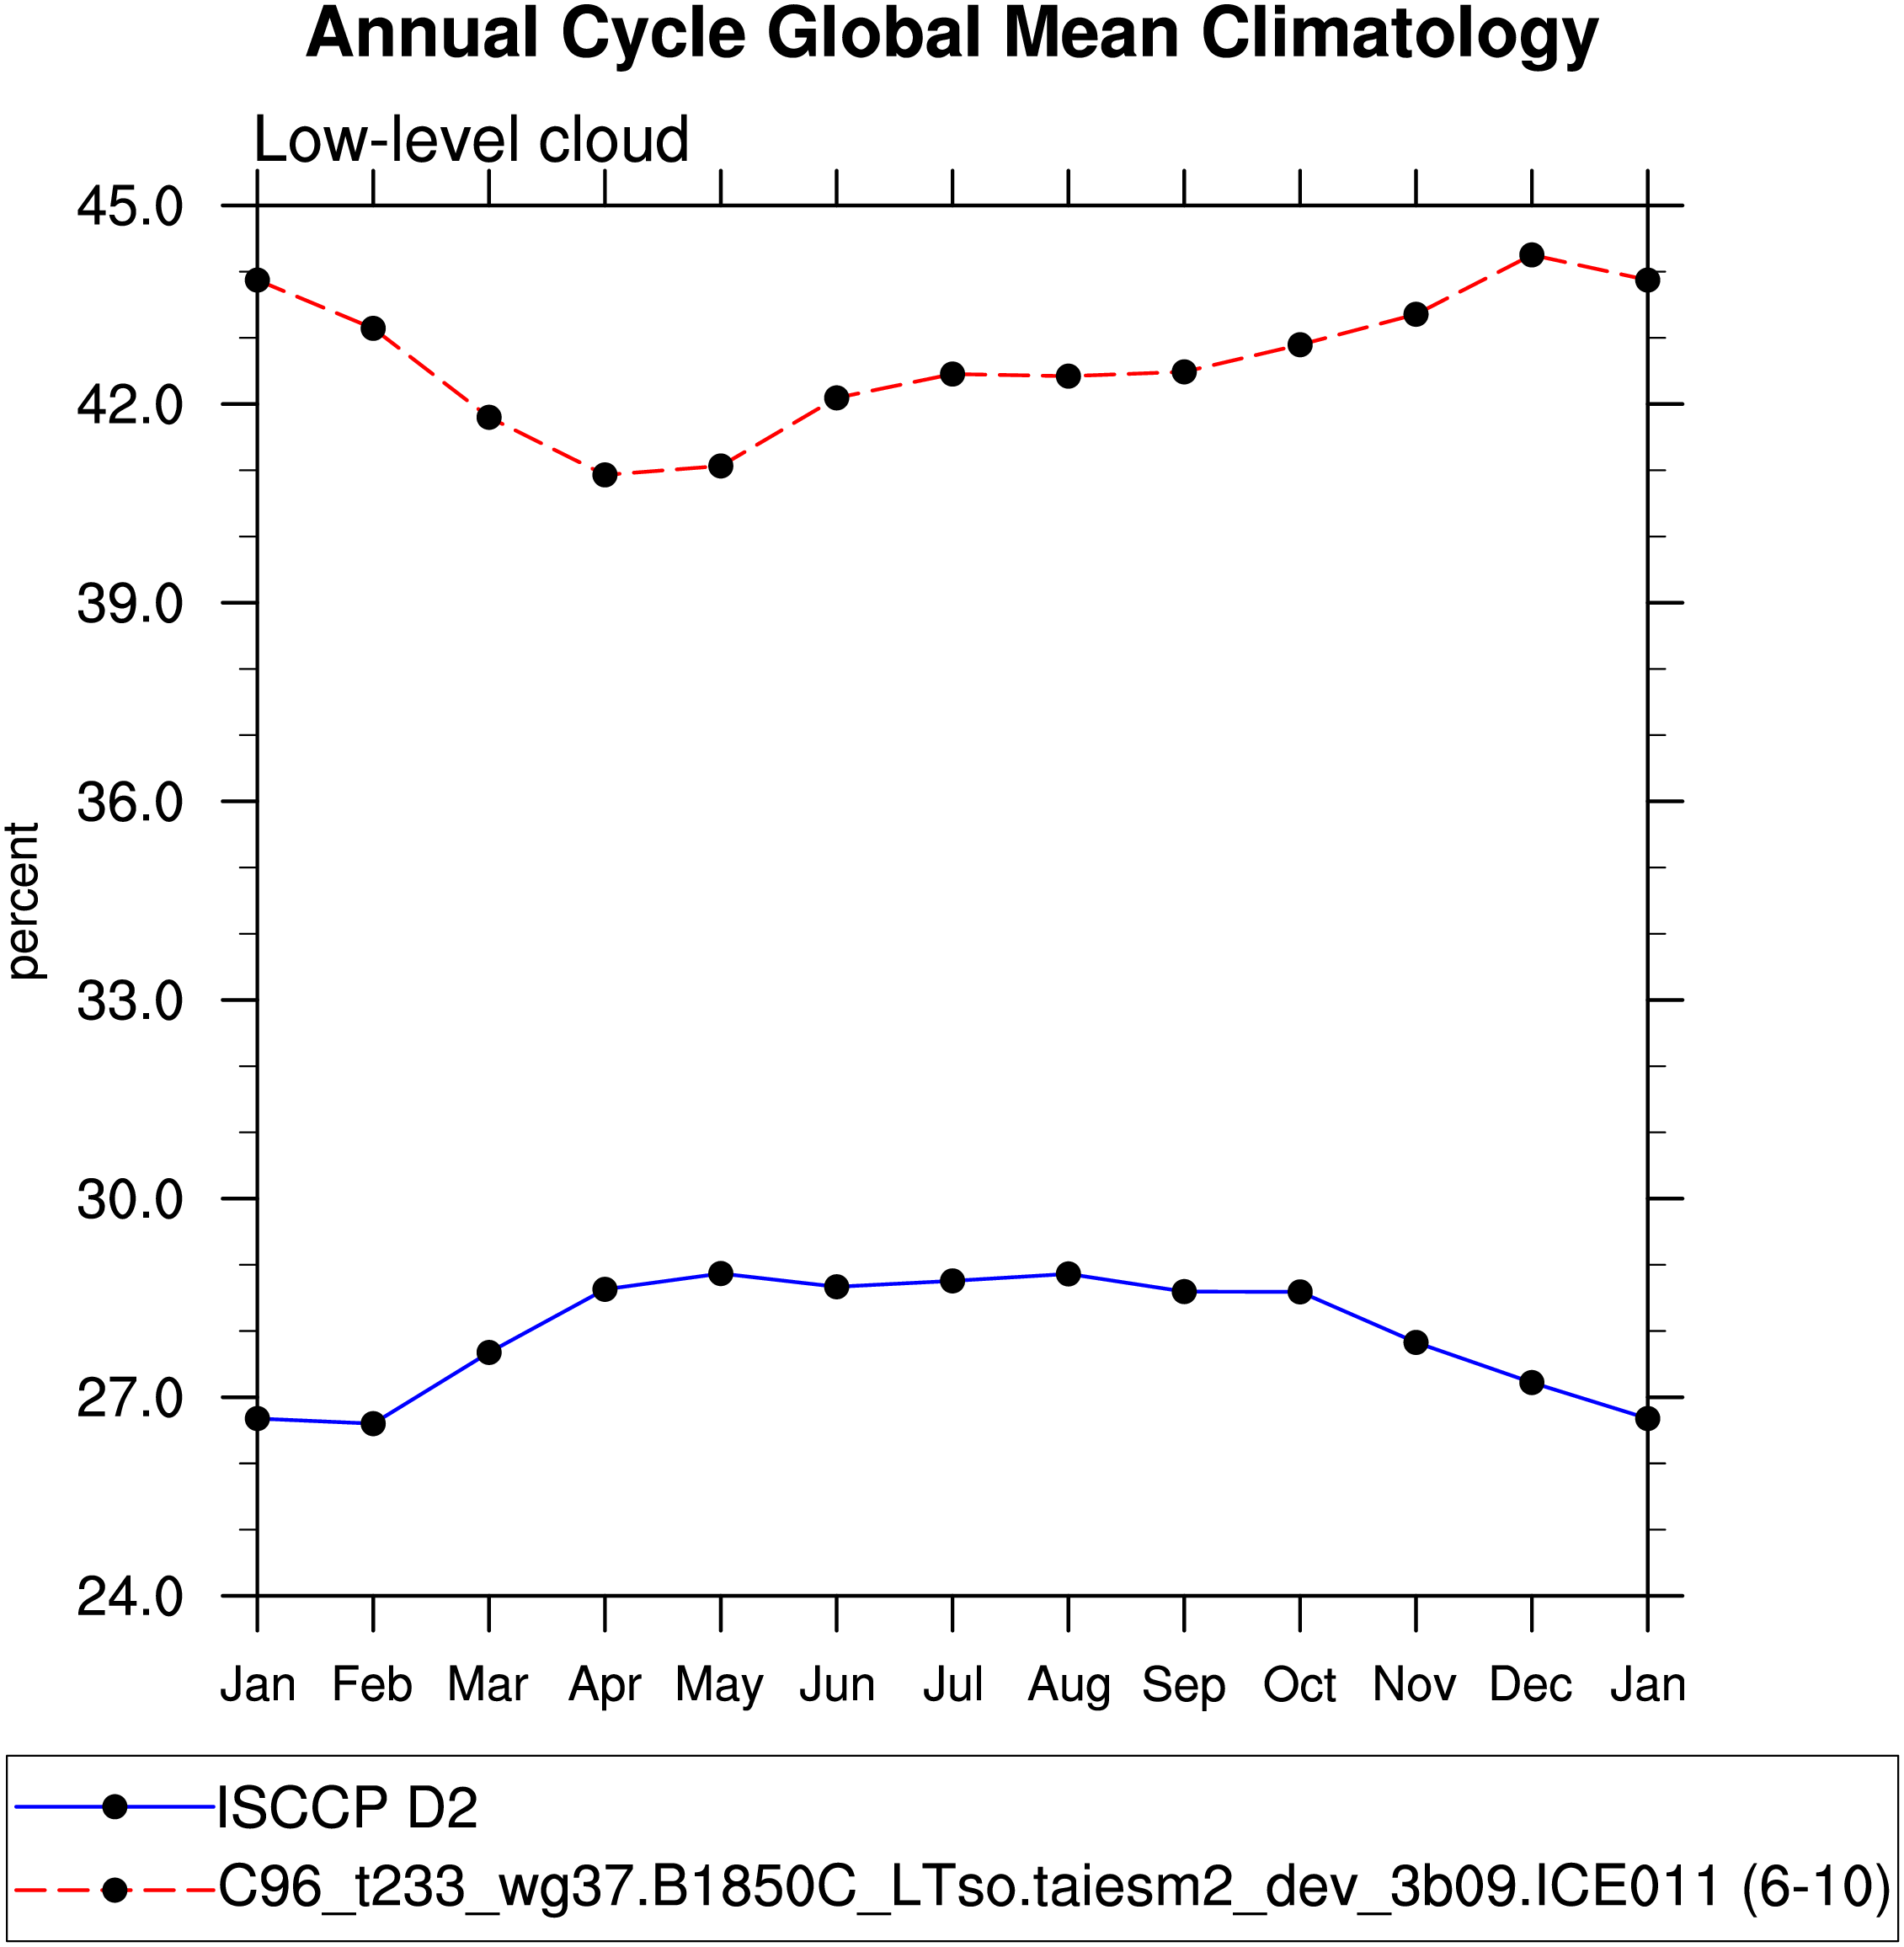 Annual Cycle Global Mean Climatology
Low-level cloud
45.0
42.0
39.0
36.0
33.0
30.0
27.0
24.0
percent
Jan Feb Mar Apr May Jun Jul Aug Sep Oct Nov Dec Jan
ISCCP D2
C96_t233_wg37.B1850C_LTso.taiesm2_dev_3b09.ICE011 (6-10)